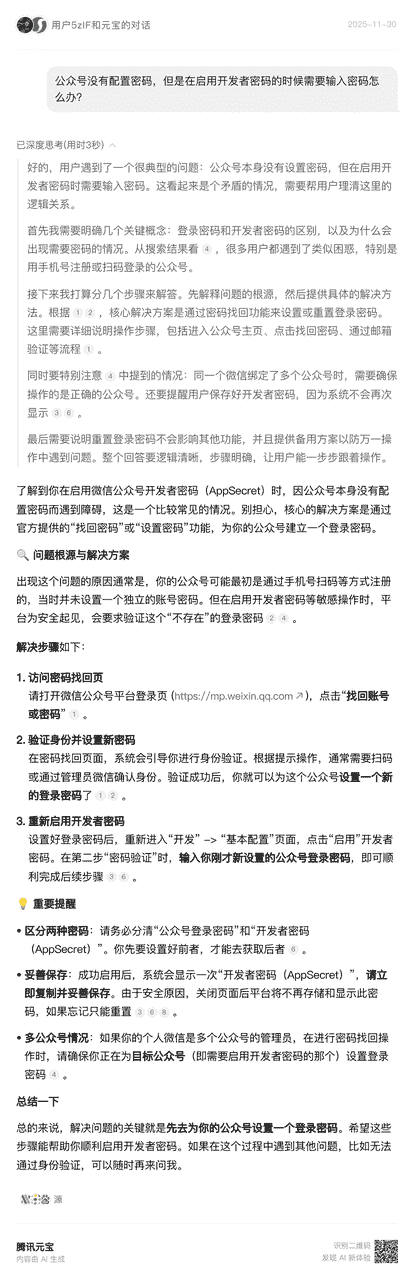 用户5zIF和元宝的对话
2025-11-30
公众号没有配置密码，但是在启用开发者密码的时候需要输入密码怎
么办？
已深度思考(用时3秒)
好的，用户遇到了一个很典型的问题：公众号本身没有设置密码，但在启用开
发者密码时需要输入密码。这看起来是个矛盾的情况，需要帮用户理清这里的
逻辑关系。
首先我需要明确几个关键概念：登录密码和开发者密码的区别，以及为什么会
出现需要密码的情况。从搜索结果看 4 ，很多用户都遇到了类似困惑，特别是
用手机号注册或扫码登录的公众号。
接下来我打算分几个步骤来解答。先解释问题的根源，然后提供具体的解决方
法。根据 1 2 ，核心解决方案是通过密码找回功能来设置或重置登录密码。
这里需要详细说明操作步骤，包括进入公众号主页、点击找回密码、通过邮箱
验证等流程 1 。
同时要特别注意 4 中提到的情况：同一个微信绑定了多个公众号时，需要确保
操作的是正确的公众号。还要提醒用户保存好开发者密码，因为系统不会再次
显示 3 6 。
最后需要说明重置登录密码不会影响其他功能，并且提供备用方案以防万一操
作中遇到问题。整个回答要逻辑清晰，步骤明确，让用户能一步步跟着操作。
了解到你在启用微信公众号开发者密码（AppSecret）时，因公众号本身没有配
置密码而遇到障碍，这是一个比较常见的情况。别担心，核心的解决方案是通过
官方提供的“找回密码”或“设置密码”功能，为你的公众号建立一个登录密码。
🔍 问题根源与解决方案
出现这个问题的原因通常是，你的公众号可能最初是通过手机号扫码等方式注册
的，当时并未设置一个独立的账号密码。但在启用开发者密码等敏感操作时，平
台为安全起见，会要求验证这个“不存在”的登录密码 2 4 。
解决步骤如下：
1. 访问密码找回页
请打开微信公众号平台登录页 (https://mp.weixin.qq.com↗)，点击“找回账号
或密码” 1 。
2. 验证身份并设置新密码
在密码找回页面，系统会引导你进行身份验证。根据提示操作，通常需要扫码
或通过管理员微信确认身份。验证成功后，你就可以为这个公众号设置一个新
的登录密码了 1 2 。
3. 重新启用开发者密码
设置好登录密码后，重新进入“开发” -> “基本配置”页面，点击“启用”开发者
密码。在第二步“密码验证”时，输入你刚才新设置的公众号登录密码，即可顺
利完成后续步骤 3 6 。
💡 重要提醒
• 区分两种密码：请务必分清“公众号登录密码”和“开发者密码
（AppSecret）”。你先要设置好前者，才能去获取后者 6 。
• 妥善保存：成功启用后，系统会显示一次“开发者密码（AppSecret）”，请立
即复制并妥善保存。由于安全原因，关闭页面后平台将不再存储和显示此密
码，如果忘记只能重置 3 6 8 。
• 多公众号情况：如果你的个人微信是多个公众号的管理员，在进行密码找回操
作时，请确保你正在为目标公众号（即需要启用开发者密码的那个）设置登录
密码 4 。
总结一下
总的来说，解决问题的关键就是先去为你的公众号设置一个登录密码。希望这些
步骤能帮助你顺利启用开发者密码。如果在这个过程中遇到其他问题，比如无法
通过身份验证，可以随时再来问我。
源
腾讯元宝
内容由 AI 生成
识别二维码
发现 AI 新体验